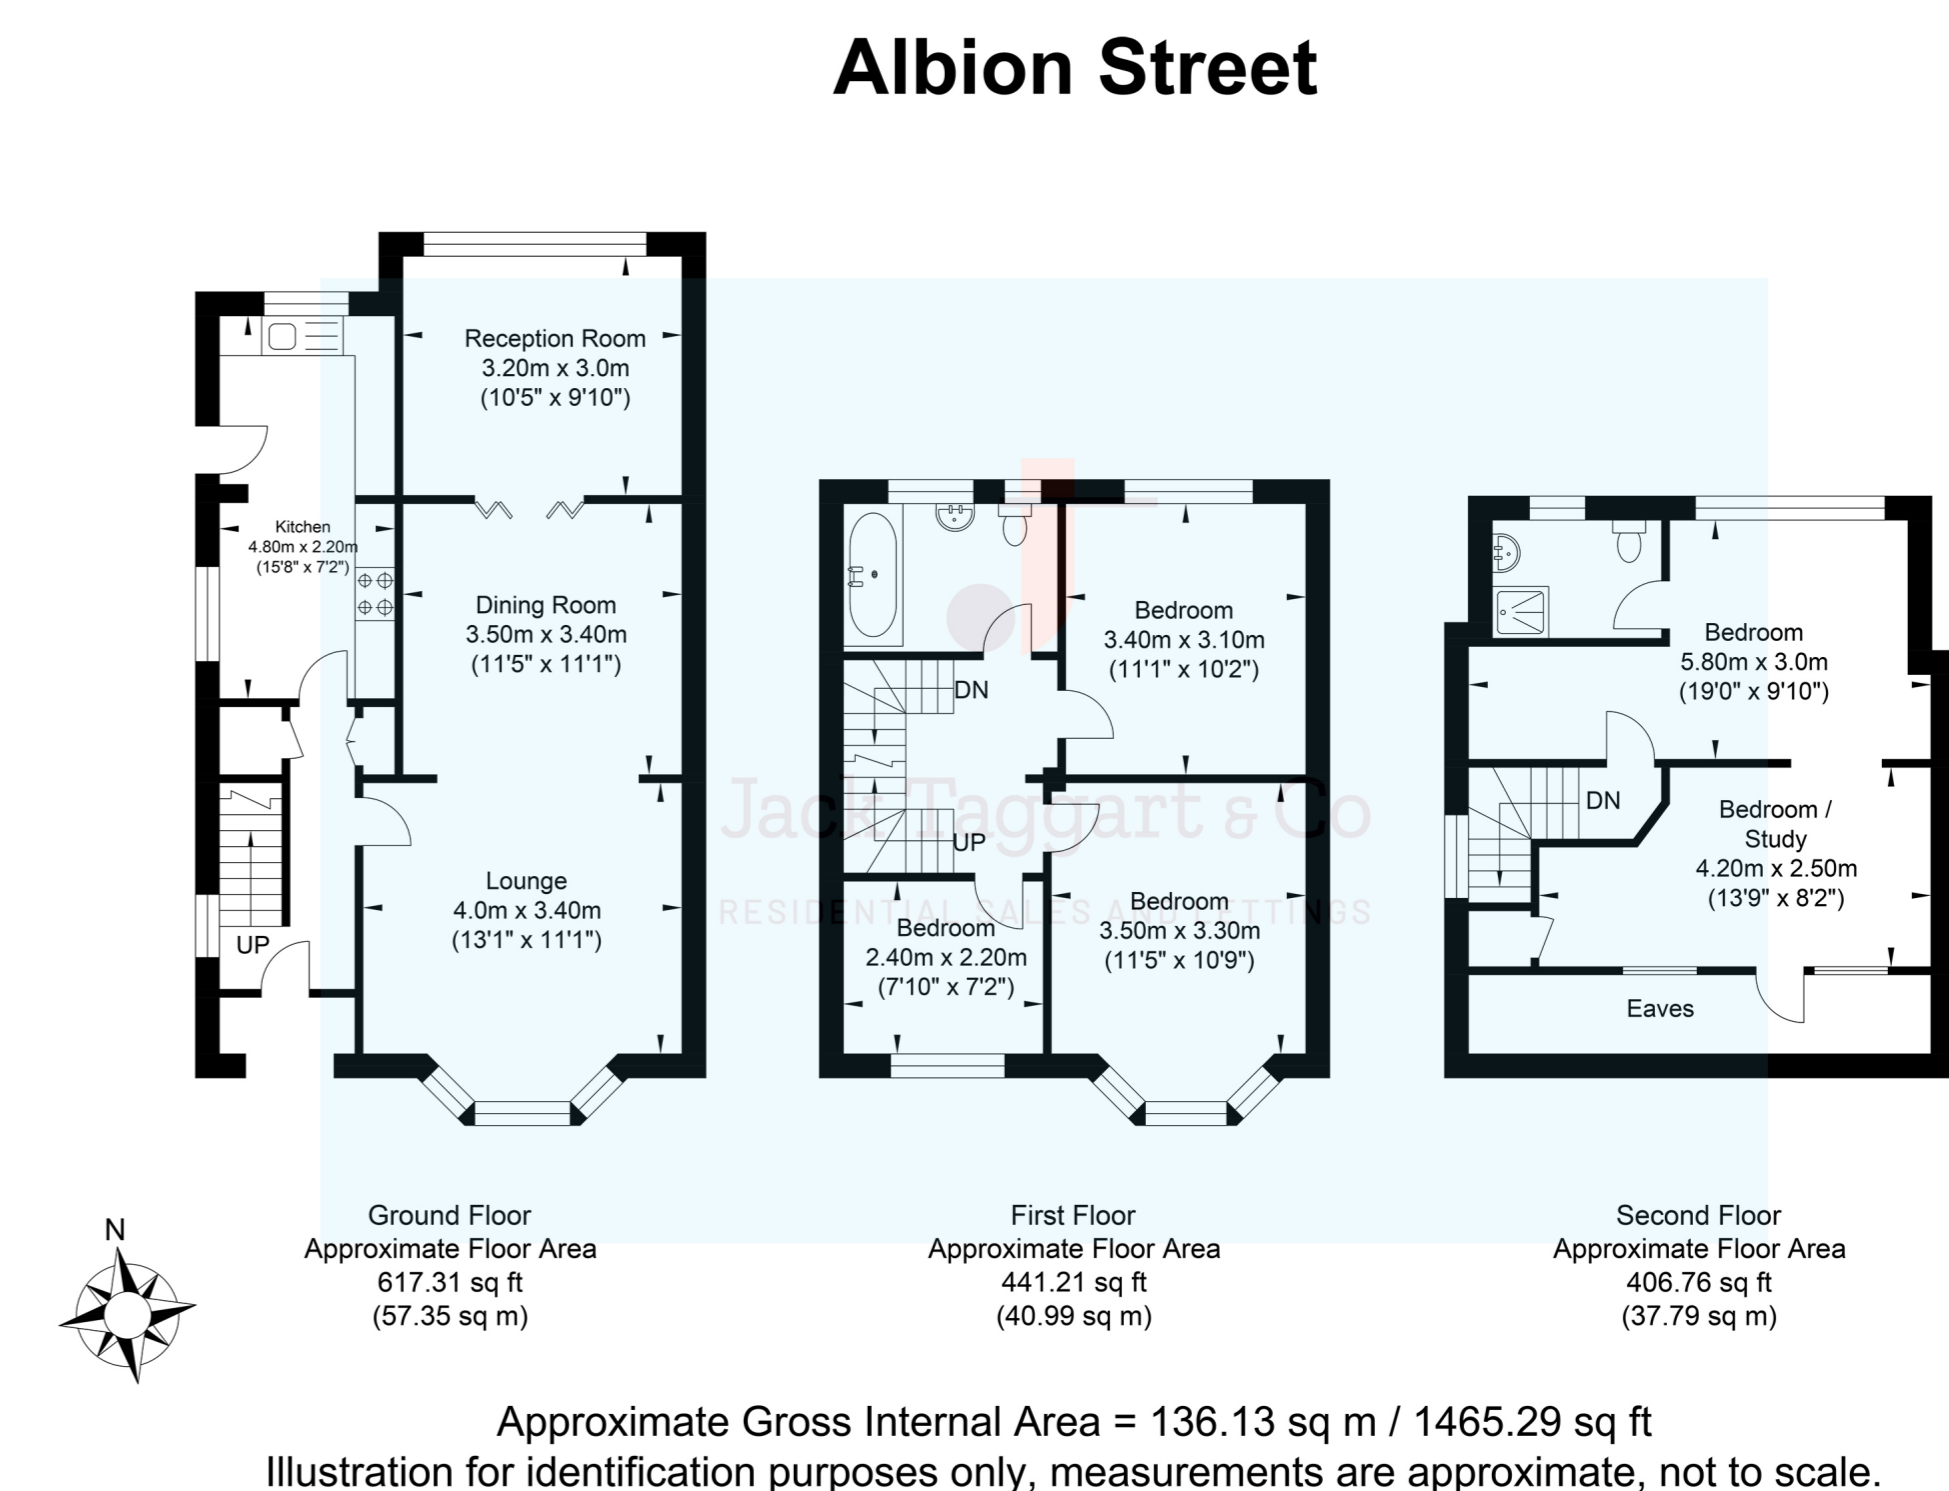 Albion Street
Reception Room
3.20m x 3.0m
(10'5" x 9'10")
Kitchen
4.80m x 2.20m
(15'8" x 7'2")
Dining Room
3.50m x 3.40m
(11'5" x 11'1")
Lounge
4.0m x 3.40m
(13'1" x 11'1")
UP
DN
UP
Bedroom
3.40m x 3.10m
(11'1" x 10'2")
Bedroom
2.40m x 2.20m
(7'10" x 7'2")
Bedroom
3.50m x 3.30m
(11'5" x 10'9")
Bedroom
5.80m x 3.0m
(19'0" x 9'10")
DN
Bedroom /
Study
4.20m x 2.50m
(13'9" x 8'2")
Eaves
Jack Taggart & Co
RESIDENTIAL SALES AND LETTINGS
N
Ground Floor
Approximate Floor Area
617.31 sq ft
(57.35 sq m)
First Floor
Approximate Floor Area
441.21 sq ft
(40.99 sq m)
Second Floor
Approximate Floor Area
406.76 sq ft
(37.79 sq m)
Approximate Gross Internal Area = 136.13 sq m / 1465.29 sq ft
Illustration for identification purposes only, measurements are approximate, not to scale.